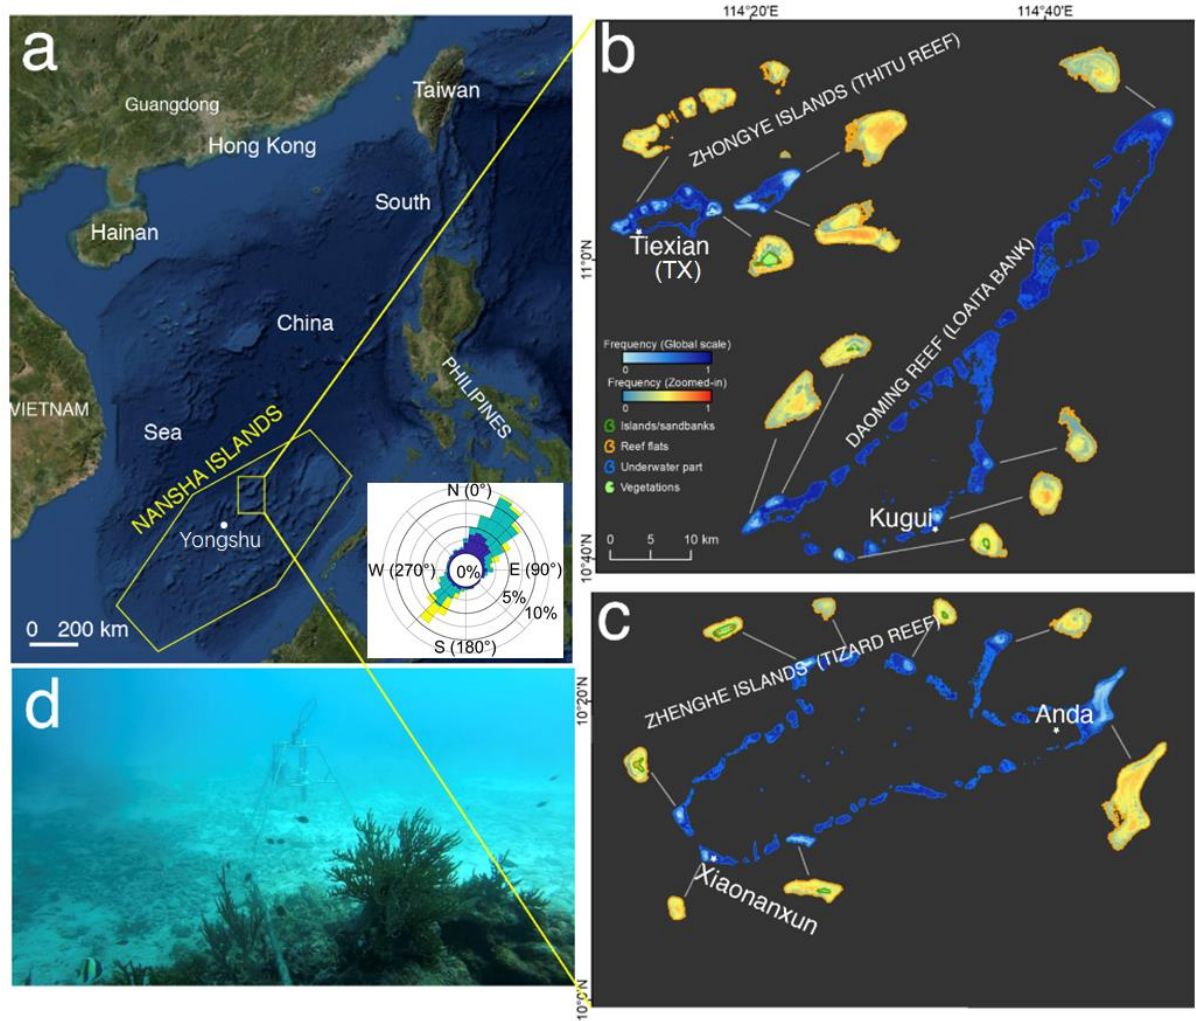 a
Guangdong
Hong Kong
Taiwan
Hainan
South
China
Sea
VIETNAM
PHILIPINES
NANSHA ISLANDS
Yongshu
0 200 km
N (0°)
W (270°)
0%
E (90°)
5%
10%
S (180°)
b
114°20'E
114°40'E
11°0'N
10°40'N
ZHONGYE ISLANDS (THITU REEF)
Tiexian
(TX)
DAOMING REEF (LOAITA BANK)
Kugui
Frequency (Global scale)
0 1
Frequency (Zoomed-in)
0 1
Islands/sandbanks
Reef flats
Underwater part
Vegetations
0 5 10 km
c
10°20'N
10°0'N
ZHENGHE ISLANDS (TIZARD REEF)
Anda
Xiaonanxun
d